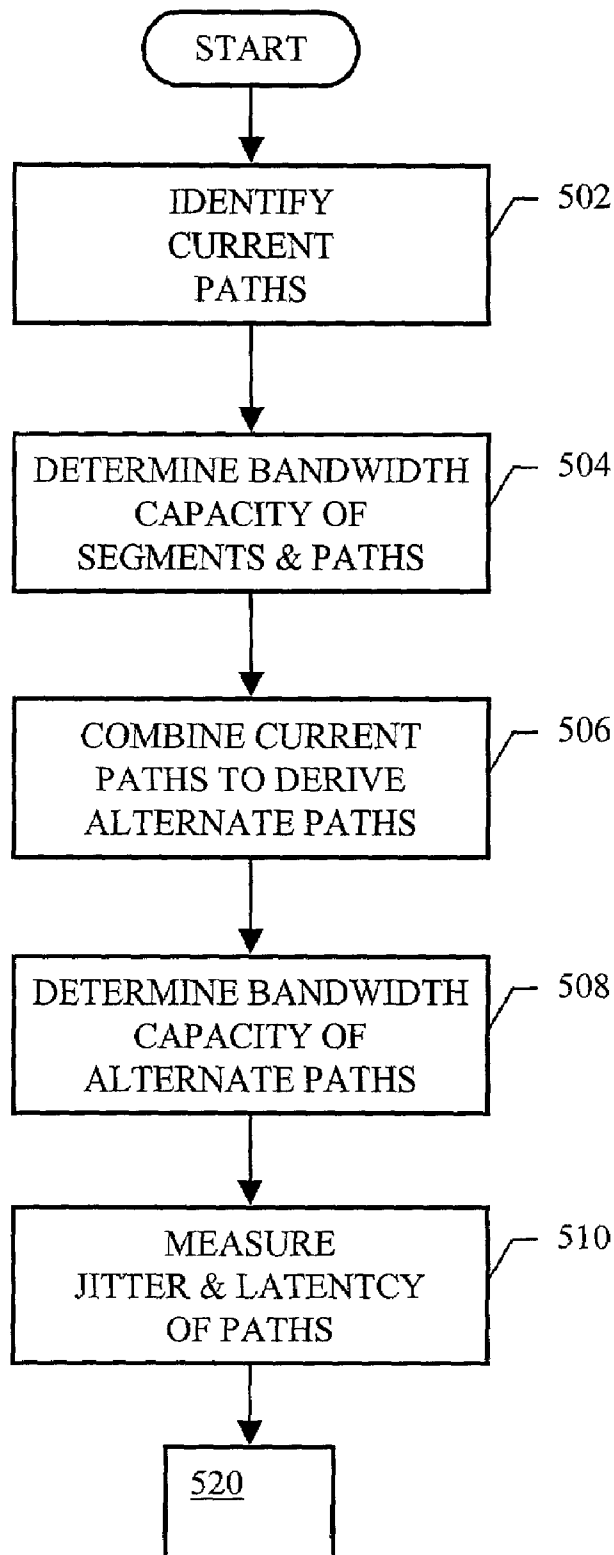 START
IDENTIFY
CURRENT
PATHS
502
DETERMINE BANDWIDTH
CAPACITY OF
SEGMENTS & PATHS
504
COMBINE CURRENT
PATHS TO DERIVE
ALTERNATE PATHS
506
DETERMINE BANDWIDTH
CAPACITY OF
ALTERNATE PATHS
508
MEASURE
JITTER & LATENTCY
OF PATHS
510
520